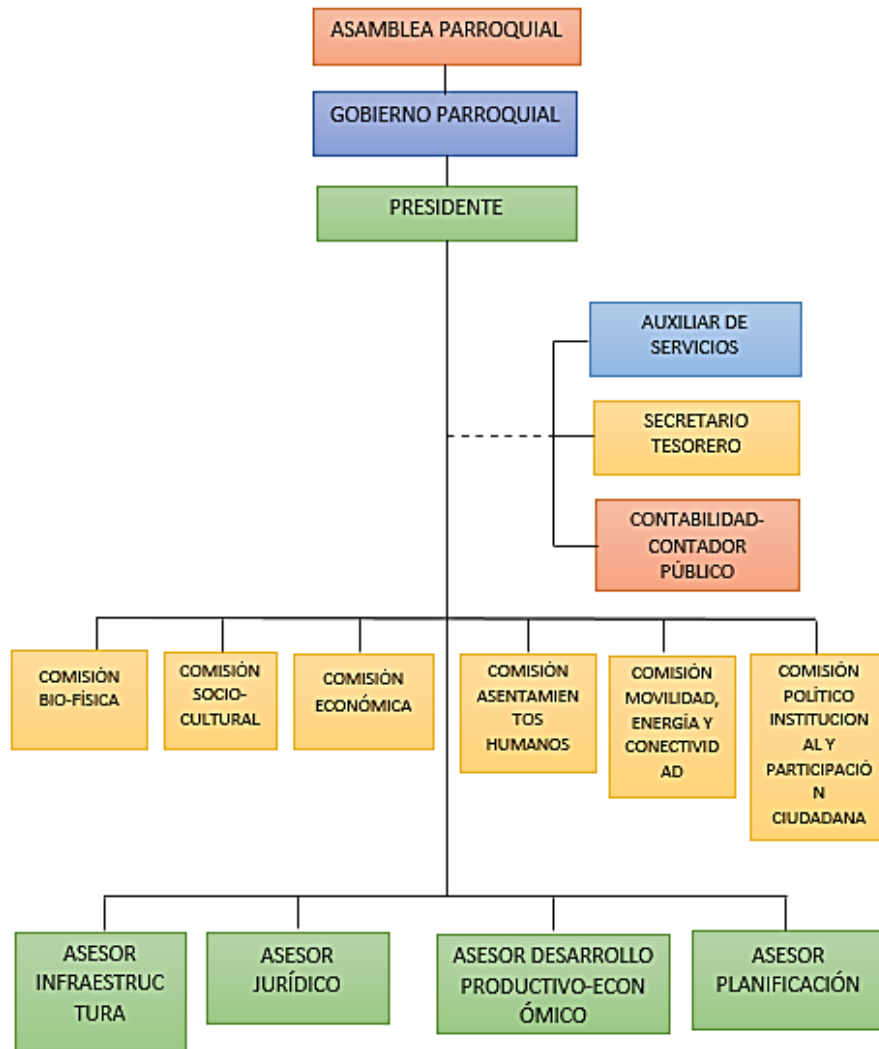 ASAMBLEA PARROQUIAL
GOBIERNO PARROQUIAL
PRESIDENTE
AUXILIAR DE
SERVICIOS
SECRETARIO
TESORERO
CONTABILIDAD-
CONTADOR
PÚBLICO
COMISIÓN
BIO-FÍSICA
COMISIÓN
SOCIO-
CULTURAL
COMISIÓN
ECONÓMICA
COMISIÓN
ASENTAMIEN
TOS
HUMANOS
COMISIÓN
MOVILIDAD,
ENERGÍA Y
CONECTIVID
AD
COMISIÓN
POLÍTICO
INSTITUCION
AL Y
PARTICIPACIÓ
N
CIUDADANA
ASESOR
INFRAESTRUC
TURA
ASESOR
JURÍDICO
ASESOR DESARROLLO
PRODUCTIVO-ECON
ÓMICO
ASESOR
PLANIFICACIÓN